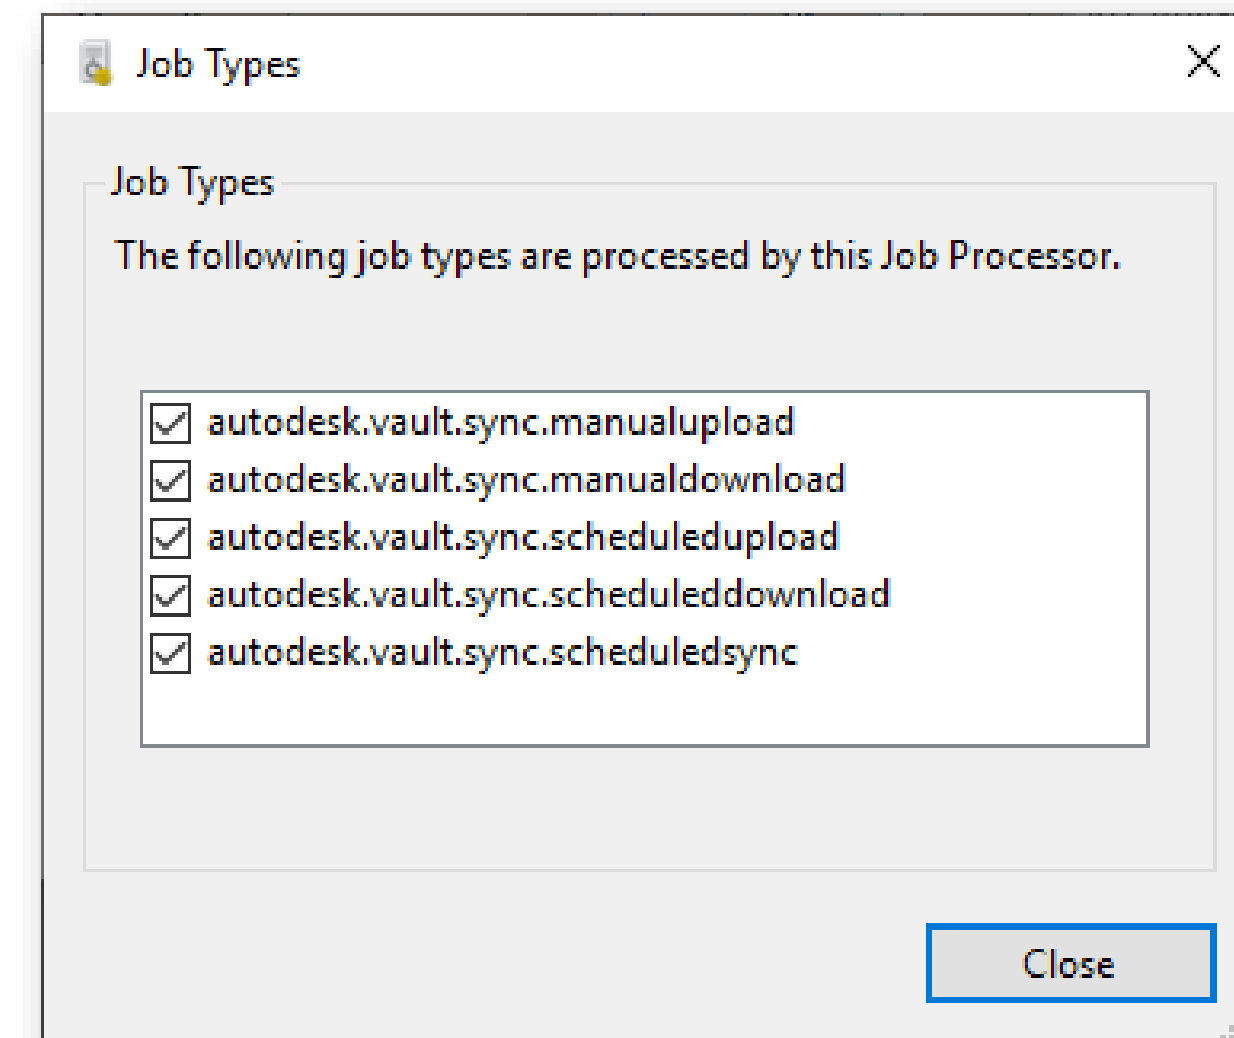 Job Types
Job Types
The following job types are processed by this Job Processor.
autodesk.vault.sync.manualupload
autodesk.vault.sync.manualdownload
autodesk.vault.sync.scheduledupload
autodesk.vault.sync.scheduleddownload
autodesk.vault.sync.scheduledsync
Close